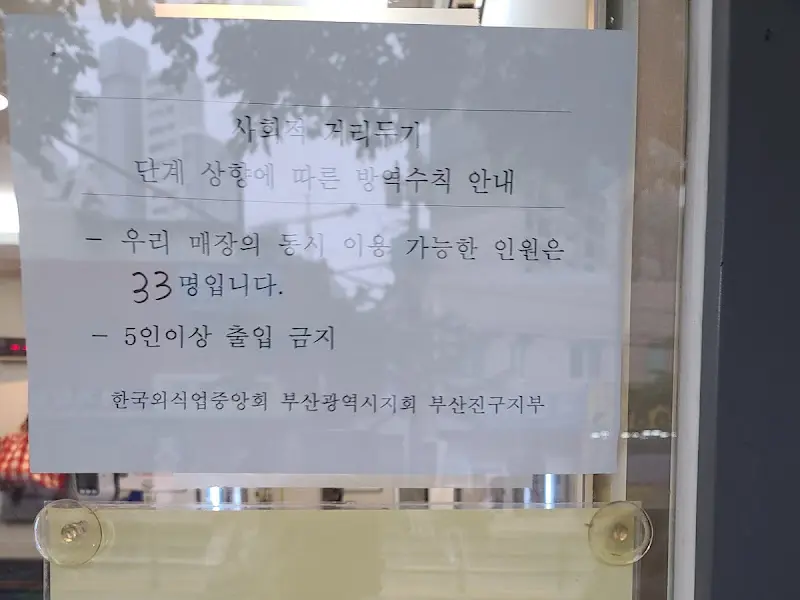 사회적 거리두기
단계 상향에 따른 방역수칙 안내
- 우리 매장의 동시 이용 가능한 인원은
33명입니다.
- 5인이상 출입 금지
한국외식업중앙회 부산광역시지회 부산진구지부